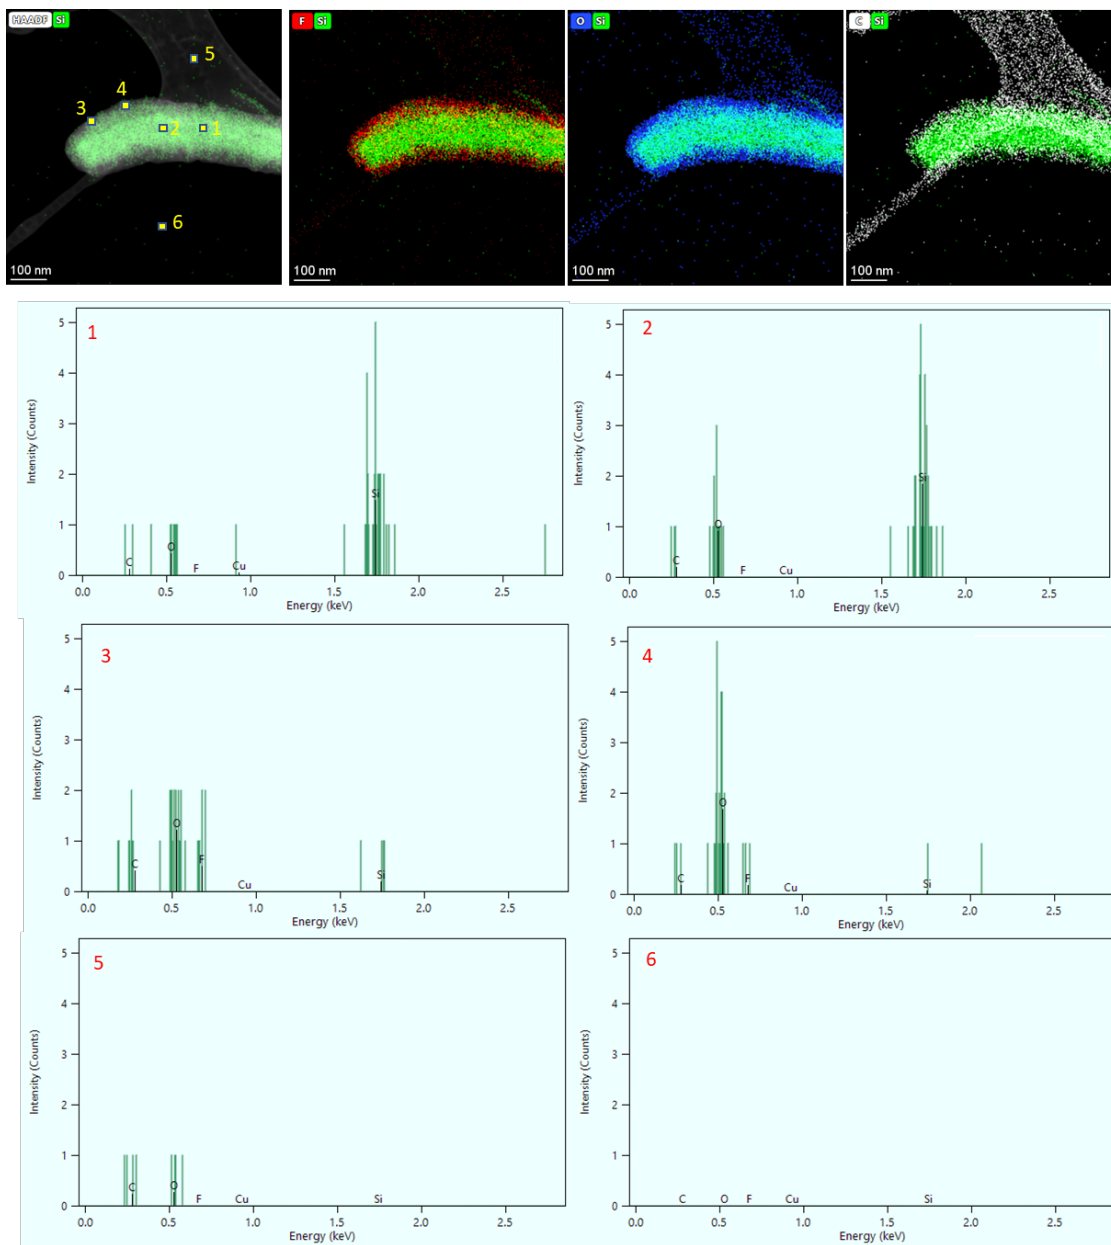 HAADF Si
F Si
O Si
C Si
5
4
3
2
1
6
100 nm
100 nm
100 nm
100 nm
1
Intensity (Counts)
5
4
3
2
1
0
C
O
F
Cu
Si
0.0 0.5 1.0 1.5 2.0 2.5
Energy (keV)
2
Intensity (Counts)
5
4
3
2
1
0
C
O
F
Cu
Si
0.0 0.5 1.0 1.5 2.0 2.5
Energy (keV)
3
Intensity (Counts)
5
4
3
2
1
0
C
O
F
Cu
Si
0.0 0.5 1.0 1.5 2.0 2.5
Energy (keV)
4
Intensity (Counts)
5
4
3
2
1
0
C
O
F
Cu
Si
0.0 0.5 1.0 1.5 2.0 2.5
Energy (keV)
5
Intensity (Counts)
5
4
3
2
1
0
C
O
F
Cu
Si
0.0 0.5 1.0 1.5 2.0 2.5
Energy (keV)
6
Intensity (Counts)
5
4
3
2
1
0
C
O
F
Cu
Si
0.0 0.5 1.0 1.5 2.0 2.5
Energy (keV)